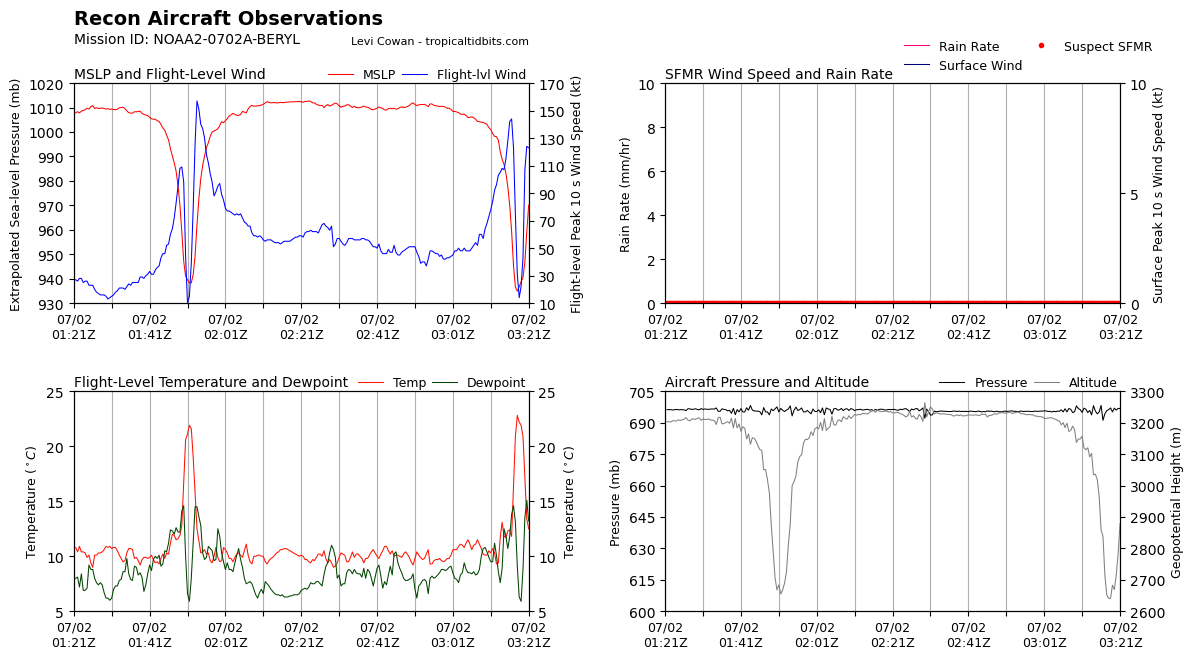 Recon Aircraft Observations
Mission ID: NOAA2-0702A-BERYL
Levi Cowan - tropicaltidbits.com
MSLP and Flight-Level Wind
MSLP
Flight-lvl Wind
Extrapolated Sea-level Pressure (mb)
1020
1010
1000
990
980
970
960
950
940
930
170
150
130
110
90
70
50
30
10
Flight-level Peak 10 s Wind Speed (kt)
07/02 07/02 07/02 07/02 07/02 07/02 07/02
01:21Z 01:41Z 02:01Z 02:21Z 02:41Z 03:01Z 03:21Z
Rain Rate
Suspect SFMR
Surface Wind
SFMR Wind Speed and Rain Rate
Rain Rate (mm/hr)
10
8
6
4
2
0
10
5
0
Surface Peak 10 s Wind Speed (kt)
07/02 07/02 07/02 07/02 07/02 07/02 07/02
01:21Z 01:41Z 02:01Z 02:21Z 02:41Z 03:01Z 03:21Z
Flight-Level Temperature and Dewpoint
Temp
Dewpoint
Temperature (°C)
25
20
15
10
5
25
20
15
10
5
Temperature (°C)
07/02 07/02 07/02 07/02 07/02 07/02 07/02
01:21Z 01:41Z 02:01Z 02:21Z 02:41Z 03:01Z 03:21Z
Aircraft Pressure and Altitude
Pressure
Altitude
Pressure (mb)
705
690
675
660
645
630
615
600
3300
3200
3100
3000
2900
2800
2700
2600
Geopotential Height (m)
07/02 07/02 07/02 07/02 07/02 07/02 07/02
01:21Z 01:41Z 02:01Z 02:21Z 02:41Z 03:01Z 03:21Z